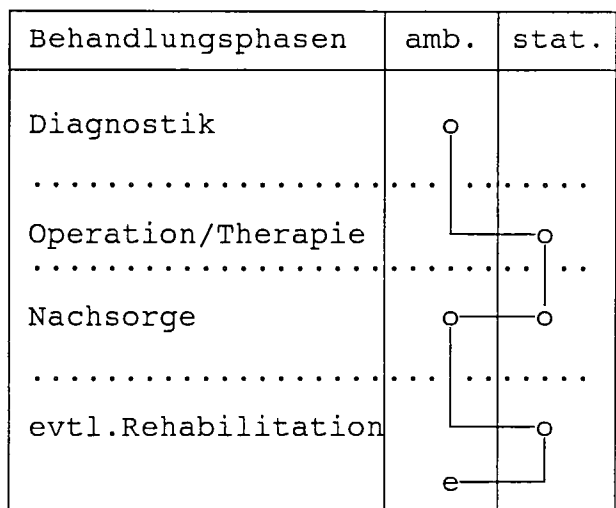 Behandlungsphasen amb. stat.
Diagnostik o
Operation/Therapie o
Nachsorge o o
evtl.Rehabilitation o
e